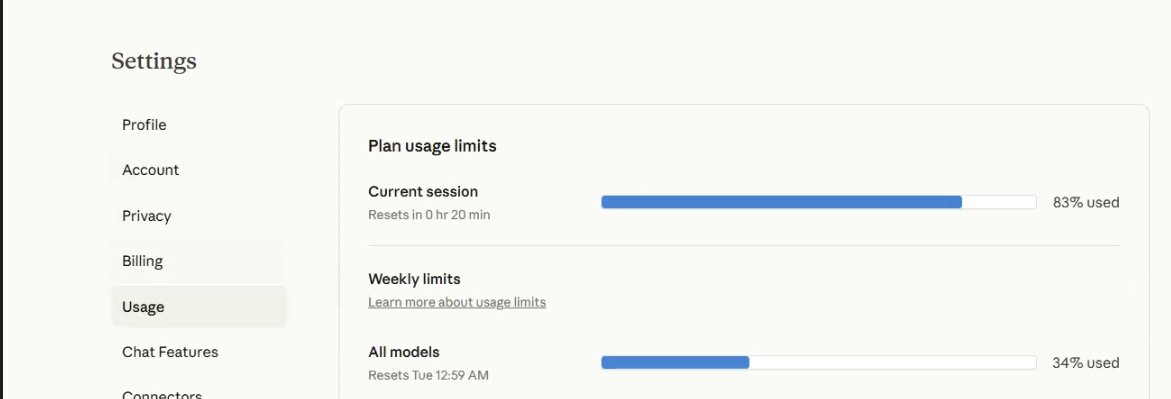 Settings
Profile
Account
Privacy
Billing
Usage
Chat Features
Connectors
Plan usage limits
Current session
Resets in 0 hr 20 min
83% used
Weekly limits
Learn more about usage limits
All models
Resets Tue 12:59 AM
34% used